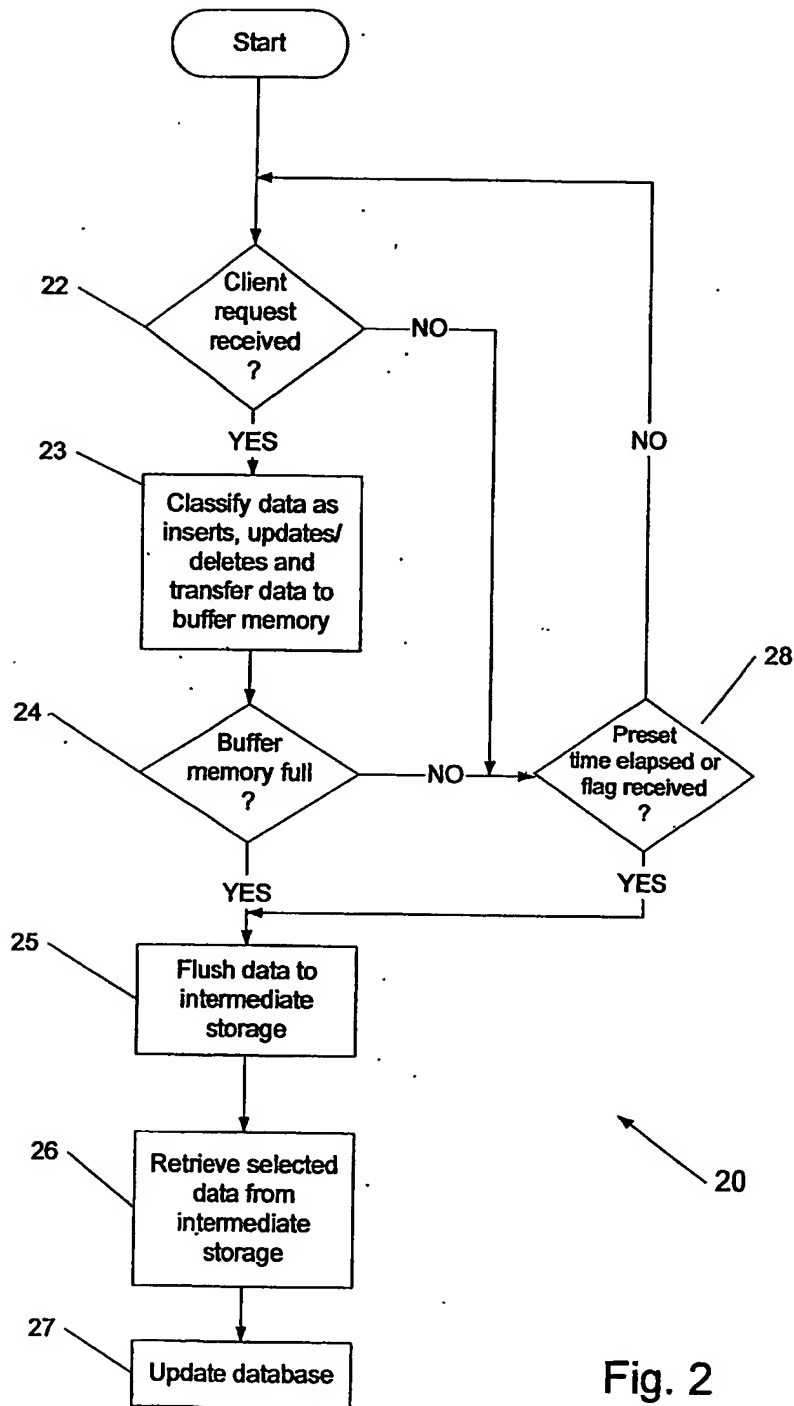 Start
22
Client
request
received
?
NO
YES
NO
23
Classify data as
inserts, updates/
deletes and
transfer data to
buffer memory
28
24
Buffer
memory full
?
NO
Preset
time elapsed or
flag received
?
YES
YES
25
Flush data to
intermediate
storage
26
Retrieve selected
data from
intermediate
storage
20
27
Update database
Fig. 2